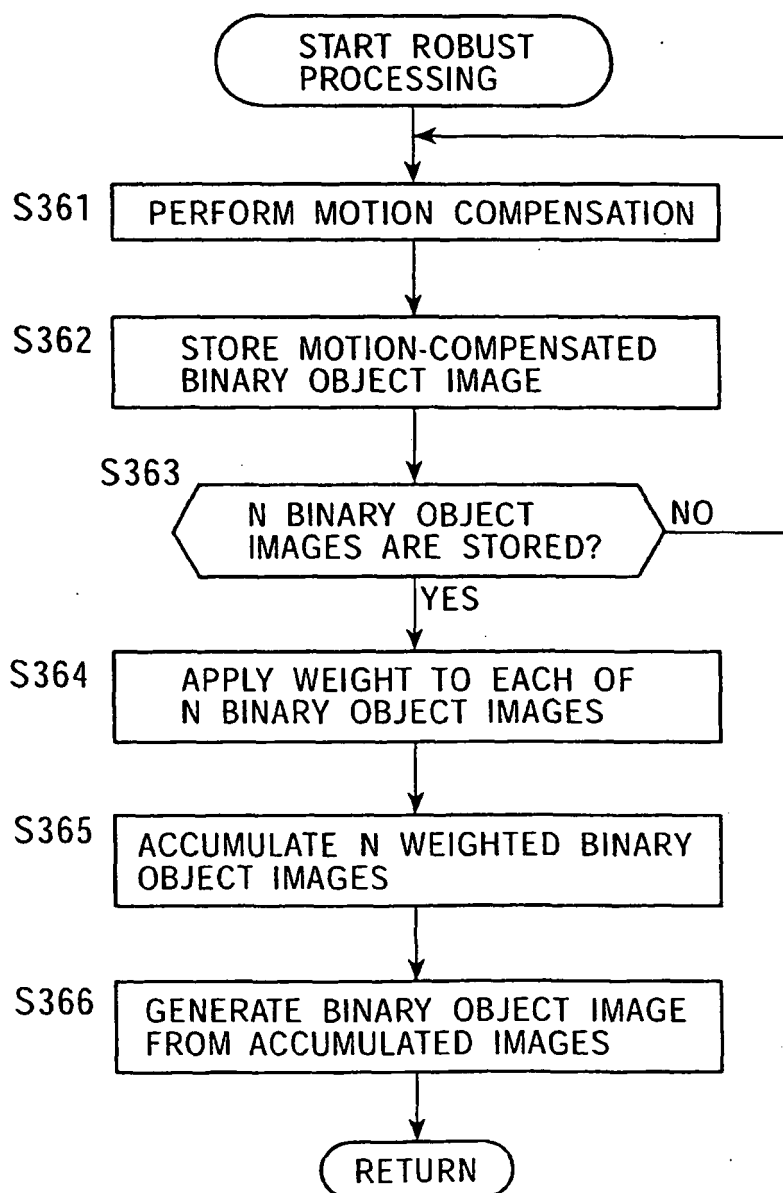 START ROBUST
PROCESSING
S361
PERFORM MOTION COMPENSATION
S362
STORE MOTION-COMPENSATED
BINARY OBJECT IMAGE
S363
N BINARY OBJECT
IMAGES ARE STORED?
NO
YES
S364
APPLY WEIGHT TO EACH OF
N BINARY OBJECT IMAGES
S365
ACCUMULATE N WEIGHTED BINARY
OBJECT IMAGES
S366
GENERATE BINARY OBJECT IMAGE
FROM ACCUMULATED IMAGES
RETURN